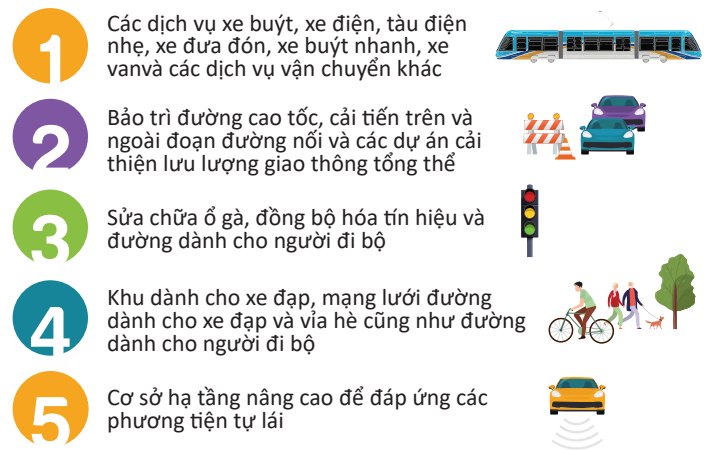 1
Các dịch vụ xe buýt, xe điện, tàu điện
nhẹ, xe đưa đón, xe buýt nhanh, xe
vanvà các dịch vụ vận chuyển khác
2
Bảo trì đường cao tốc, cải tiến trên và
ngoài đoạn đường nối và các dự án cải
thiện lưu lượng giao thông tổng thể
3
Sửa chữa ổ gà, đồng bộ hóa tín hiệu và
đường dành cho người đi bộ
4
Khu dành cho xe đạp, mạng lưới đường
dành cho xe đạp và vỉa hè cũng như đường
dành cho người đi bộ
5
Cơ sở hạ tầng nâng cao để đáp ứng các
phương tiện tự lái